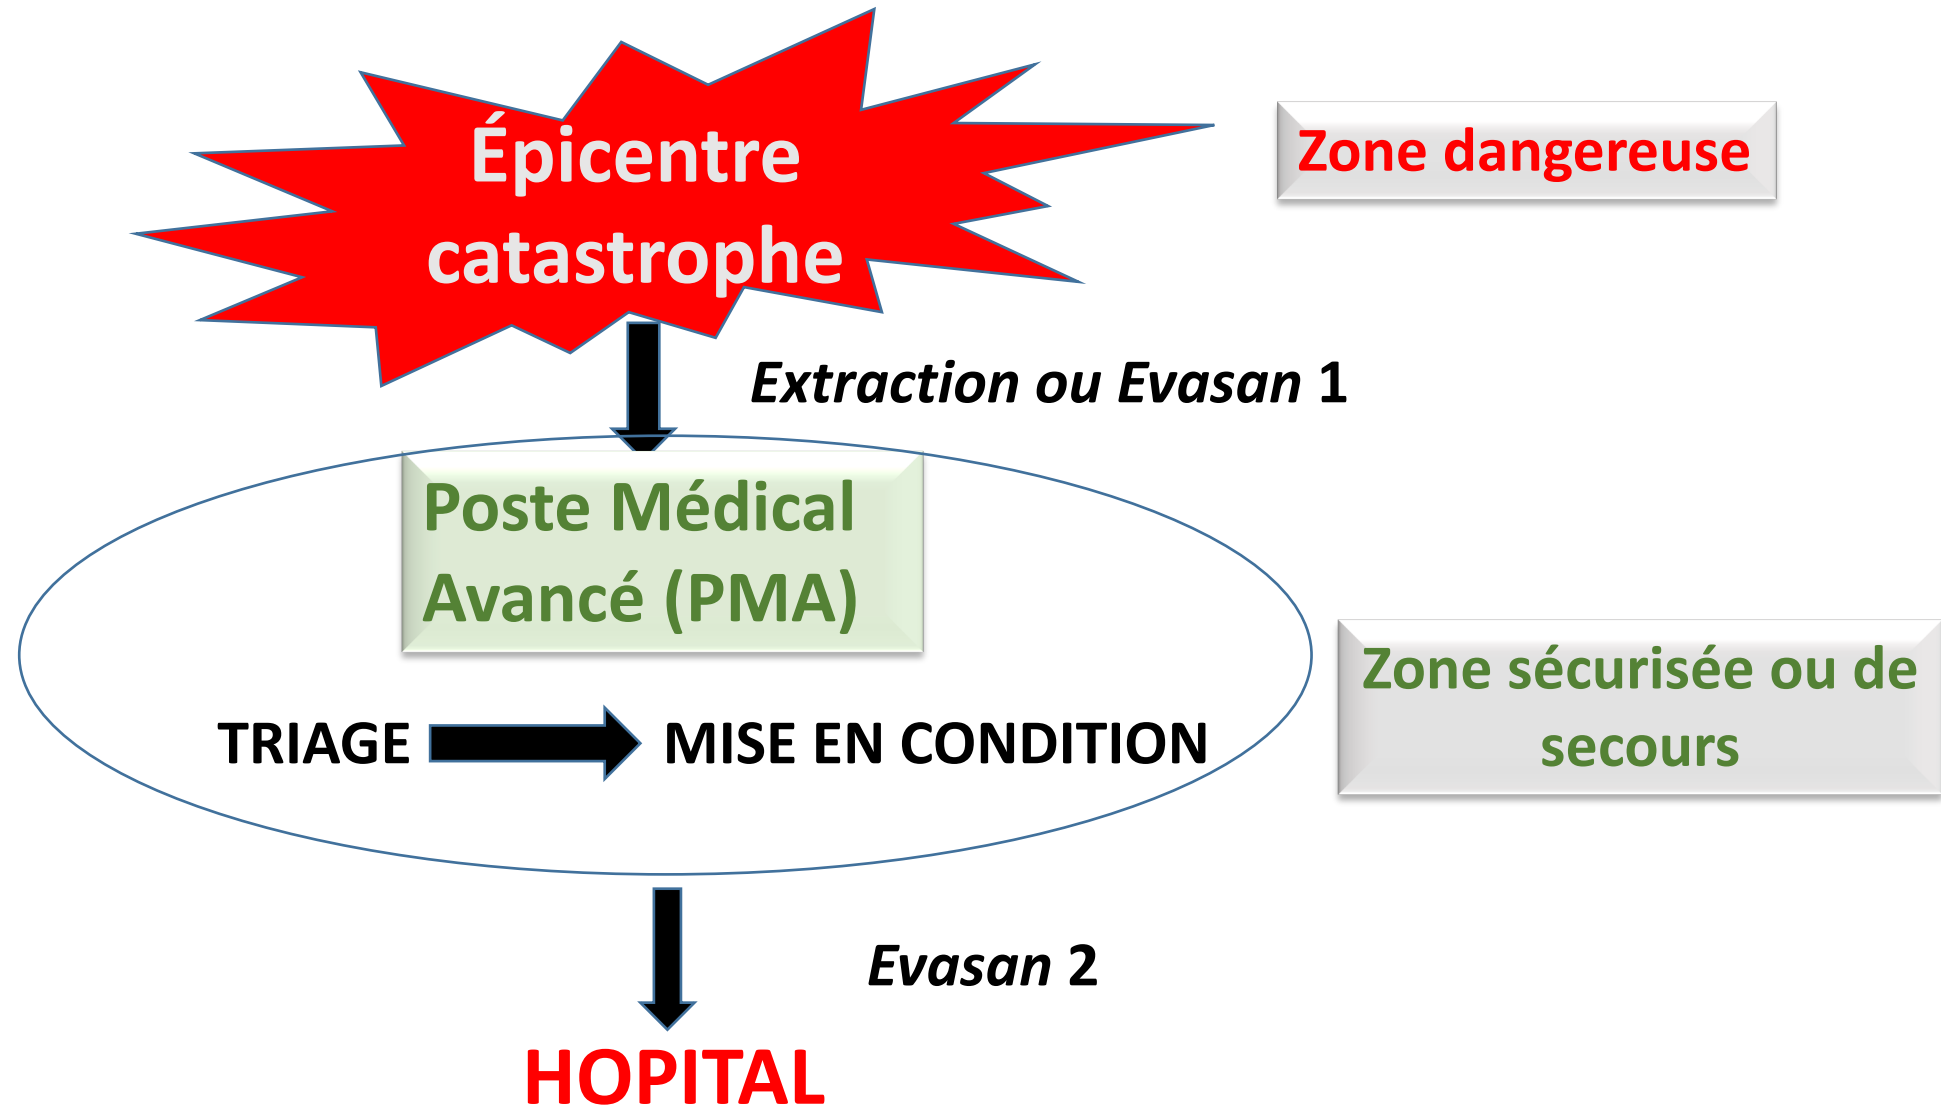 Épicentre
catastrophe
Zone dangereuse
Extraction ou Evasan 1
Poste Médical
Avancé (PMA)
TRIAGE
MISE EN CONDITION
Zone sécurisée ou de
secours
Evasan 2
HOPITAL